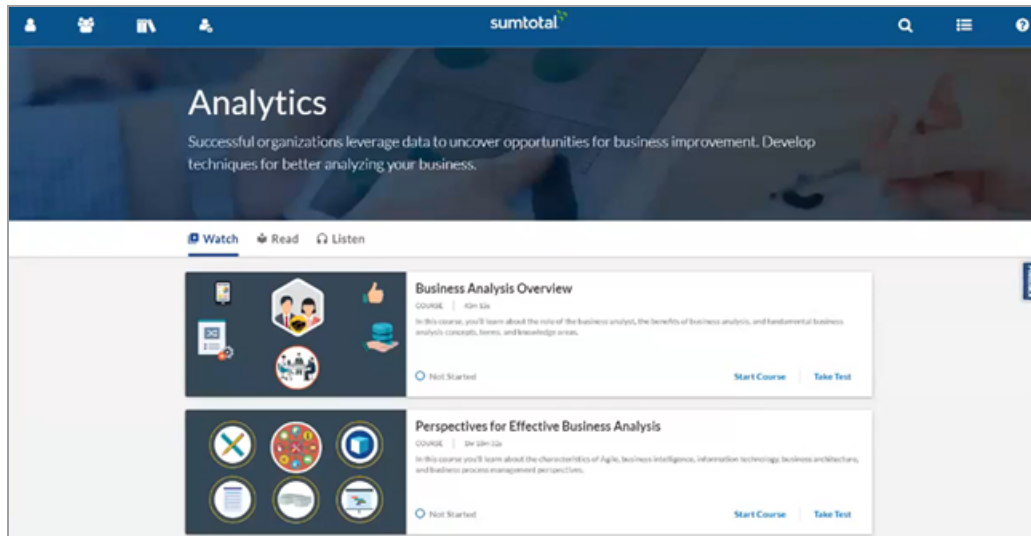 sumtotal
Analytics
Successful organizations leverage data to uncover opportunities for business improvement. Develop
techniques for better analyzing your business.
Watch Read Listen
Business Analysis Overview
COURSE
In this course, you'll learn about the role of the business analyst, the benefits of business analysis, and fundamental business
analysis concepts, terms, and knowledge areas.
Not Started Start Course Take Test
Perspectives for Effective Business Analysis
COURSE
In this course you'll learn about the characteristics of Agile, business intelligence, information technology, business architecture,
and business process management perspectives.
Not Started Start Course Take Test